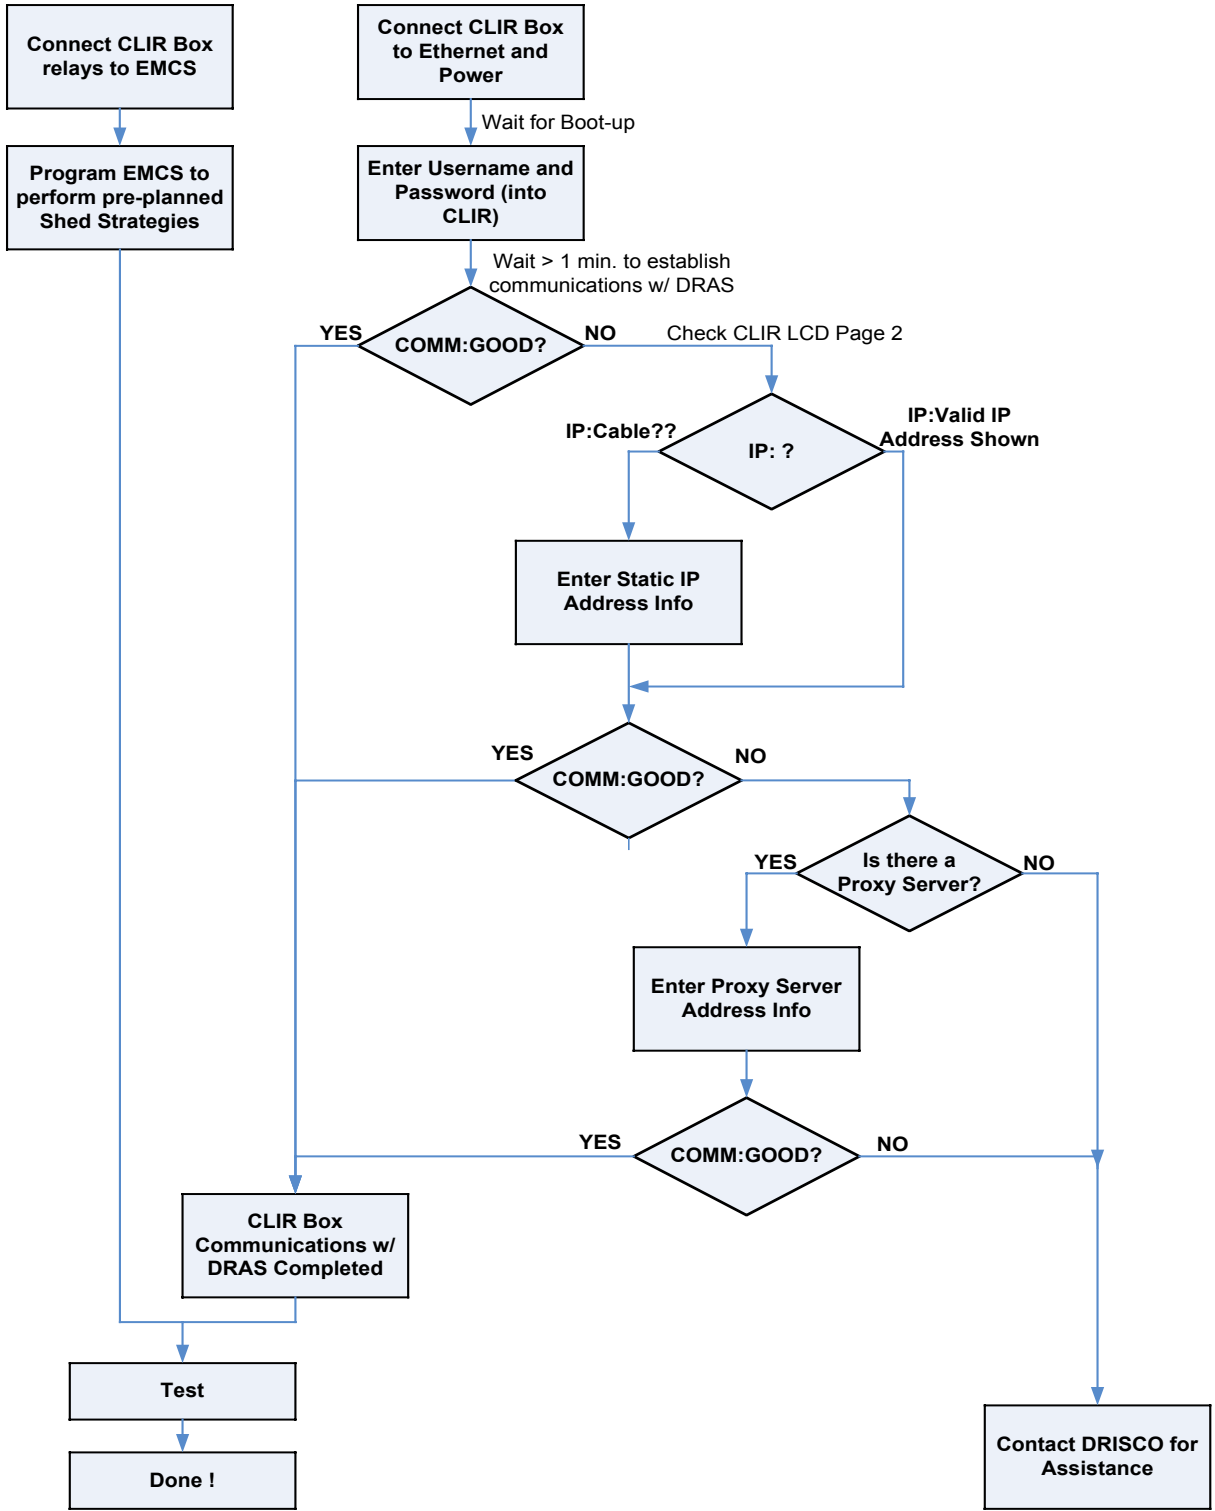 Connect CLIR Box
relays to EMCS
Connect CLIR Box
to Ethernet and
Power
Wait for Boot-up
Program EMCS to
perform pre-planned
Shed Strategies
Enter Username and
Password (into
CLIR)
Wait > 1 min. to establish
communications w/ DRAS
YES
COMM:GOOD?
NO
Check CLIR LCD Page 2
IP:Cable??
IP: ?
IP:Valid IP
Address Shown
Enter Static IP
Address Info
YES
COMM:GOOD?
NO
YES
Is there a
Proxy Server?
NO
Enter Proxy Server
Address Info
YES
COMM:GOOD?
NO
CLIR Box
Communications w/
DRAS Completed
Test
Done !
Contact DRISCO for
Assistance